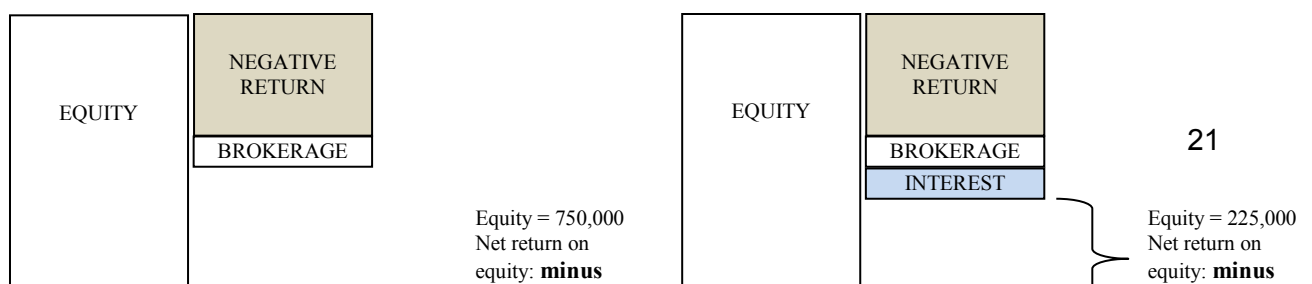 NEGATIVE
RETURN
EQUITY
BROKERAGE
Equity = 750,000
Net return on
equity: minus
NEGATIVE
RETURN
EQUITY
BROKERAGE
INTEREST
21
Equity = 225,000
Net return on
equity: minus